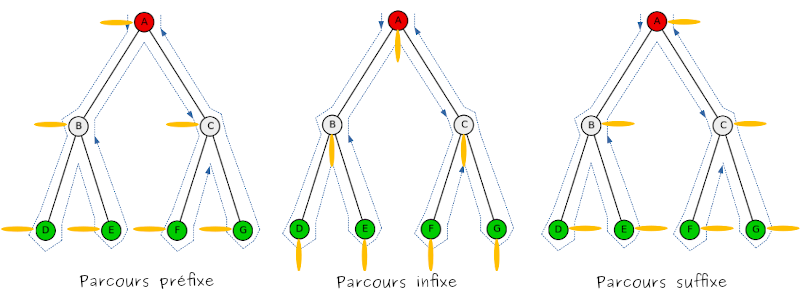 A A A
B C B C B C
D E F G D E F G D E F G
Parcours préfixe Parcours infixe Parcours suffixe